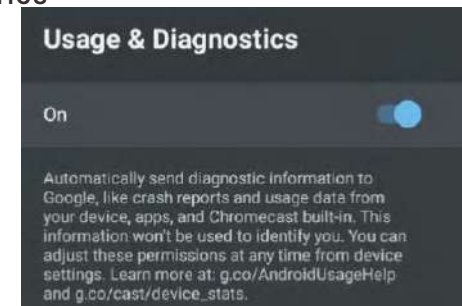 Usage & Diagnostics
On
Automatically send diagnostic information to
Google, like crash reports and usage data from
your device, apps, and Chromecast built-in. This
information won't be used to identify you. You can
adjust these permissions at any time from device
settings. Learn more at: g.co/AndroidUsageHelp
and g.co/cast/device_stats.